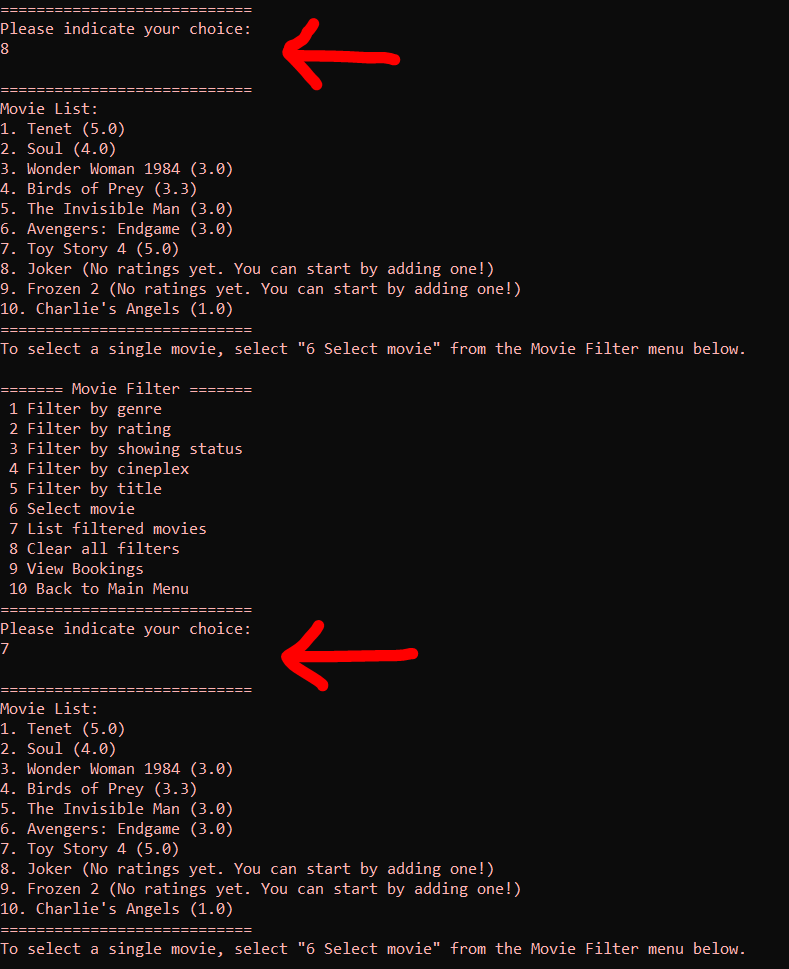 ============================
Please indicate your choice:
8
============================
Movie List:
1. Tenet (5.0)
2. Soul (4.0)
3. Wonder Woman 1984 (3.0)
4. Birds of Prey (3.3)
5. The Invisible Man (3.0)
6. Avengers: Endgame (3.0)
7. Toy Story 4 (5.0)
8. Joker (No ratings yet. You can start by adding one!)
9. Frozen 2 (No ratings yet. You can start by adding one!)
10. Charlie's Angels (1.0)
============================
To select a single movie, select "6 Select movie" from the Movie Filter menu below.
======= Movie Filter =======
1 Filter by genre
2 Filter by rating
3 Filter by showing status
4 Filter by cineplex
5 Filter by title
6 Select movie
7 List filtered movies
8 Clear all filters
9 View Bookings
10 Back to Main Menu
============================
Please indicate your choice:
7
============================
Movie List:
1. Tenet (5.0)
2. Soul (4.0)
3. Wonder Woman 1984 (3.0)
4. Birds of Prey (3.3)
5. The Invisible Man (3.0)
6. Avengers: Endgame (3.0)
7. Toy Story 4 (5.0)
8. Joker (No ratings yet. You can start by adding one!)
9. Frozen 2 (No ratings yet. You can start by adding one!)
10. Charlie's Angels (1.0)
============================
To select a single movie, select "6 Select movie" from the Movie Filter menu below.